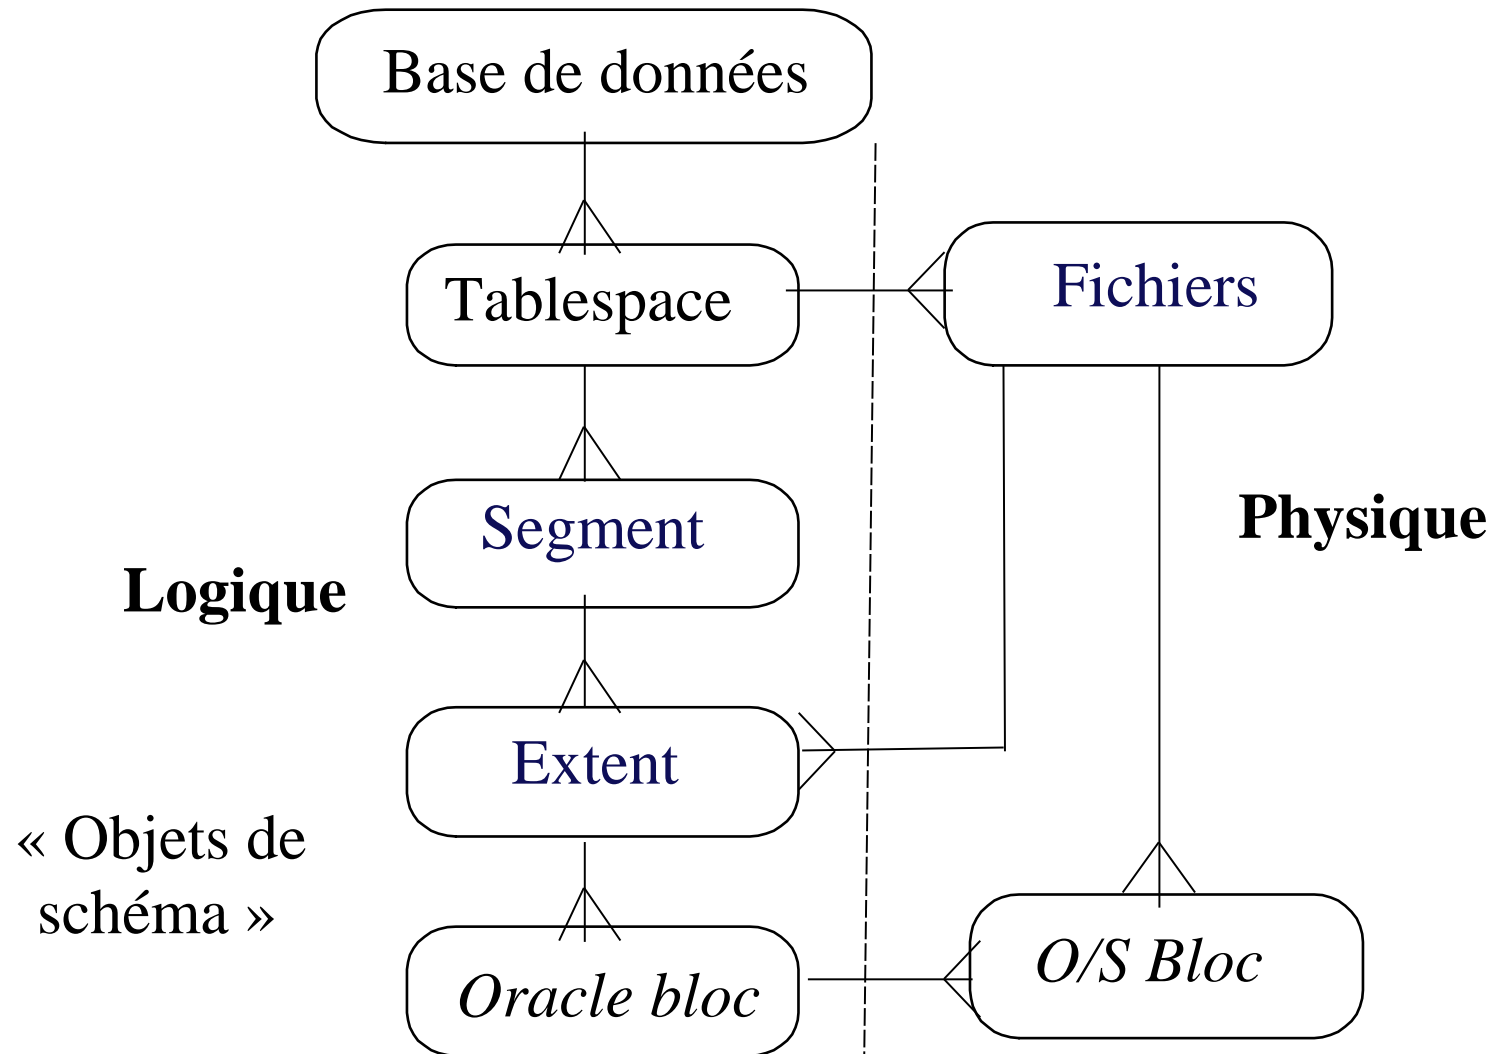 Base de données
Tablespace
Fichiers
Segment
Physique
Logique
Extent
« Objets de
schéma »
Oracle bloc
O/S Bloc